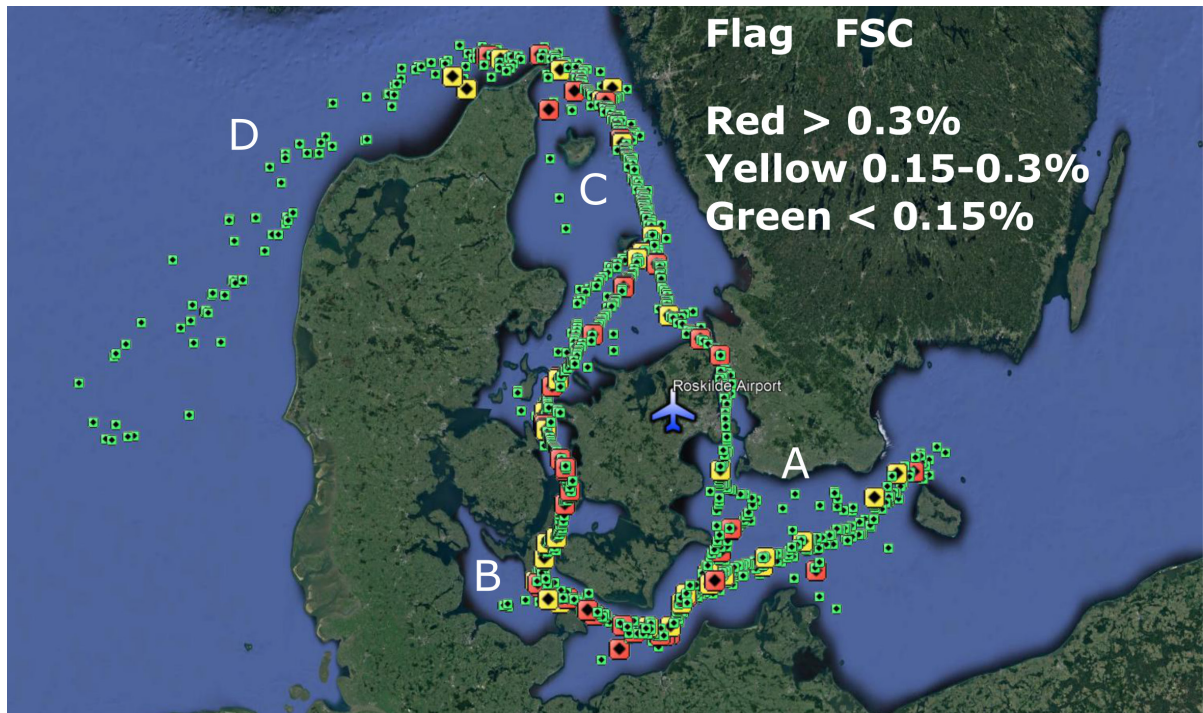 Flag FSC
Red > 0.3%
Yellow 0.15-0.3%
Green < 0.15%
D
C
Roskilde Airport
A
B